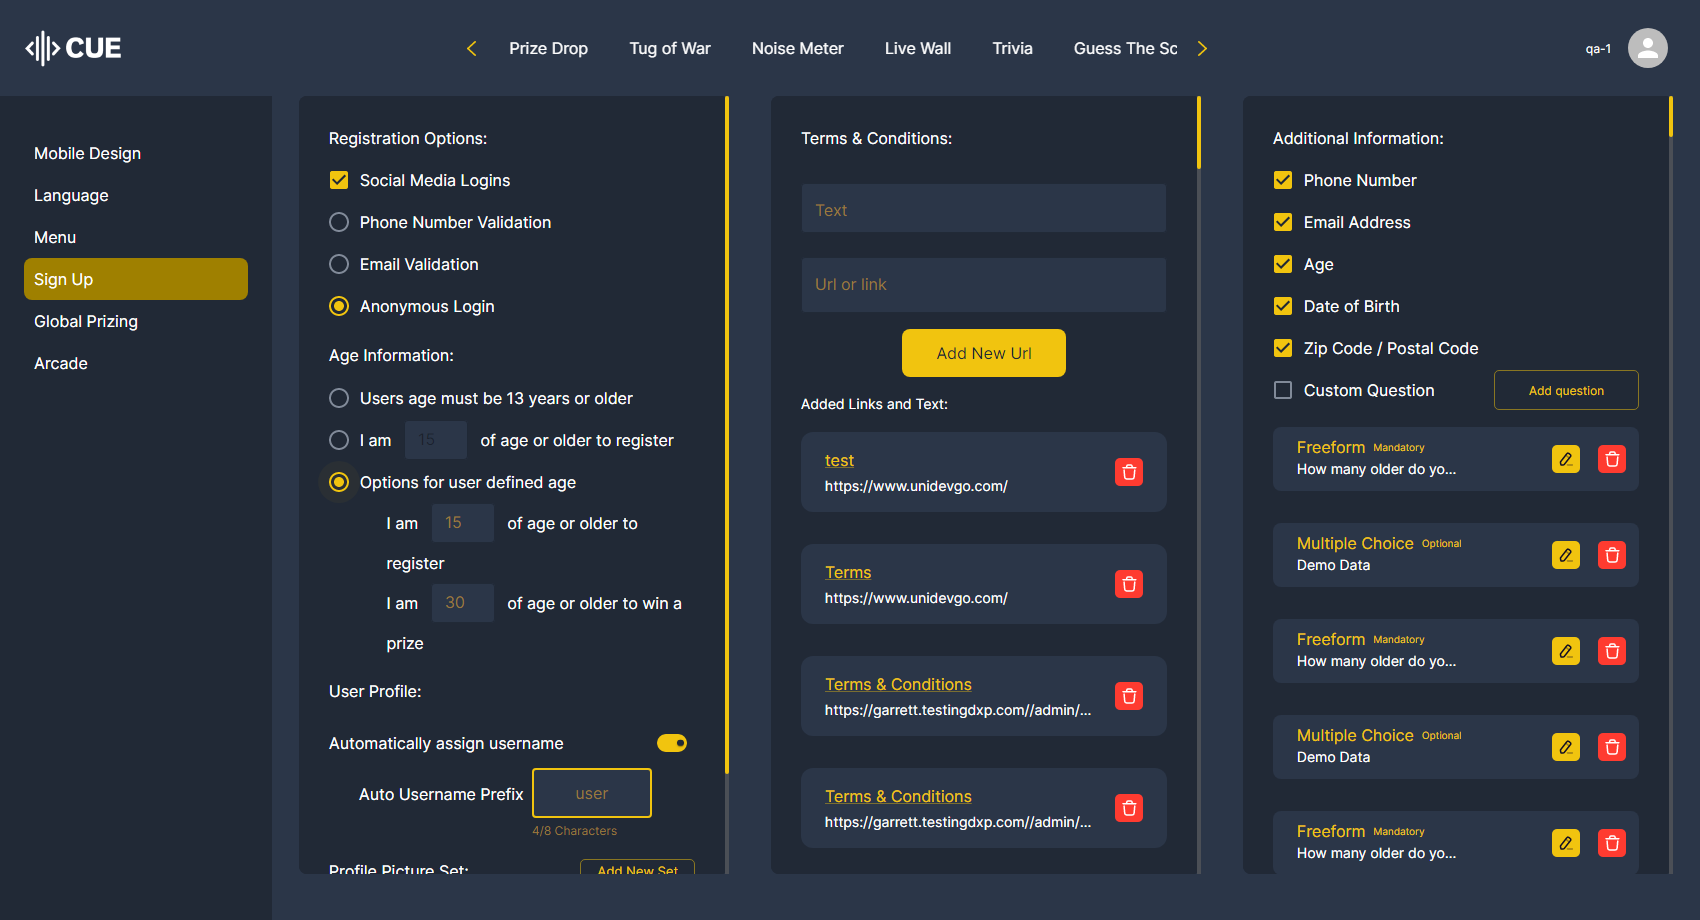 CUE
Prize Drop
Tug of War
Noise Meter
Live Wall
Trivia
Guess The Sc
qa-1
Mobile Design
Language
Menu
Sign Up
Global Prizing
Arcade
Registration Options:
Social Media Logins
Phone Number Validation
Email Validation
Anonymous Login
Age Information:
Users age must be 13 years or older
I am 15 of age or older to register
Options for user defined age
I am 15 of age or older to
register
I am 30 of age or older to win a
prize
User Profile:
Automatically assign username
Auto Username Prefix user
4/8 Characters
Profile Picture Set: Add New Set
Terms & Conditions:
Text
Url or link
Add New Url
Added Links and Text:
test
https://www.unidevgo.com/
Terms
https://www.unidevgo.com/
Terms & Conditions
https://garrett.testingdxp.com//admin/...
Terms & Conditions
https://garrett.testingdxp.com//admin/...
Additional Information:
Phone Number
Email Address
Age
Date of Birth
Zip Code / Postal Code
Custom Question Add question
Freeform Mandatory
How many older do yo...
Multiple Choice Optional
Demo Data
Freeform Mandatory
How many older do yo...
Multiple Choice Optional
Demo Data
Freeform Mandatory
How many older do yo...